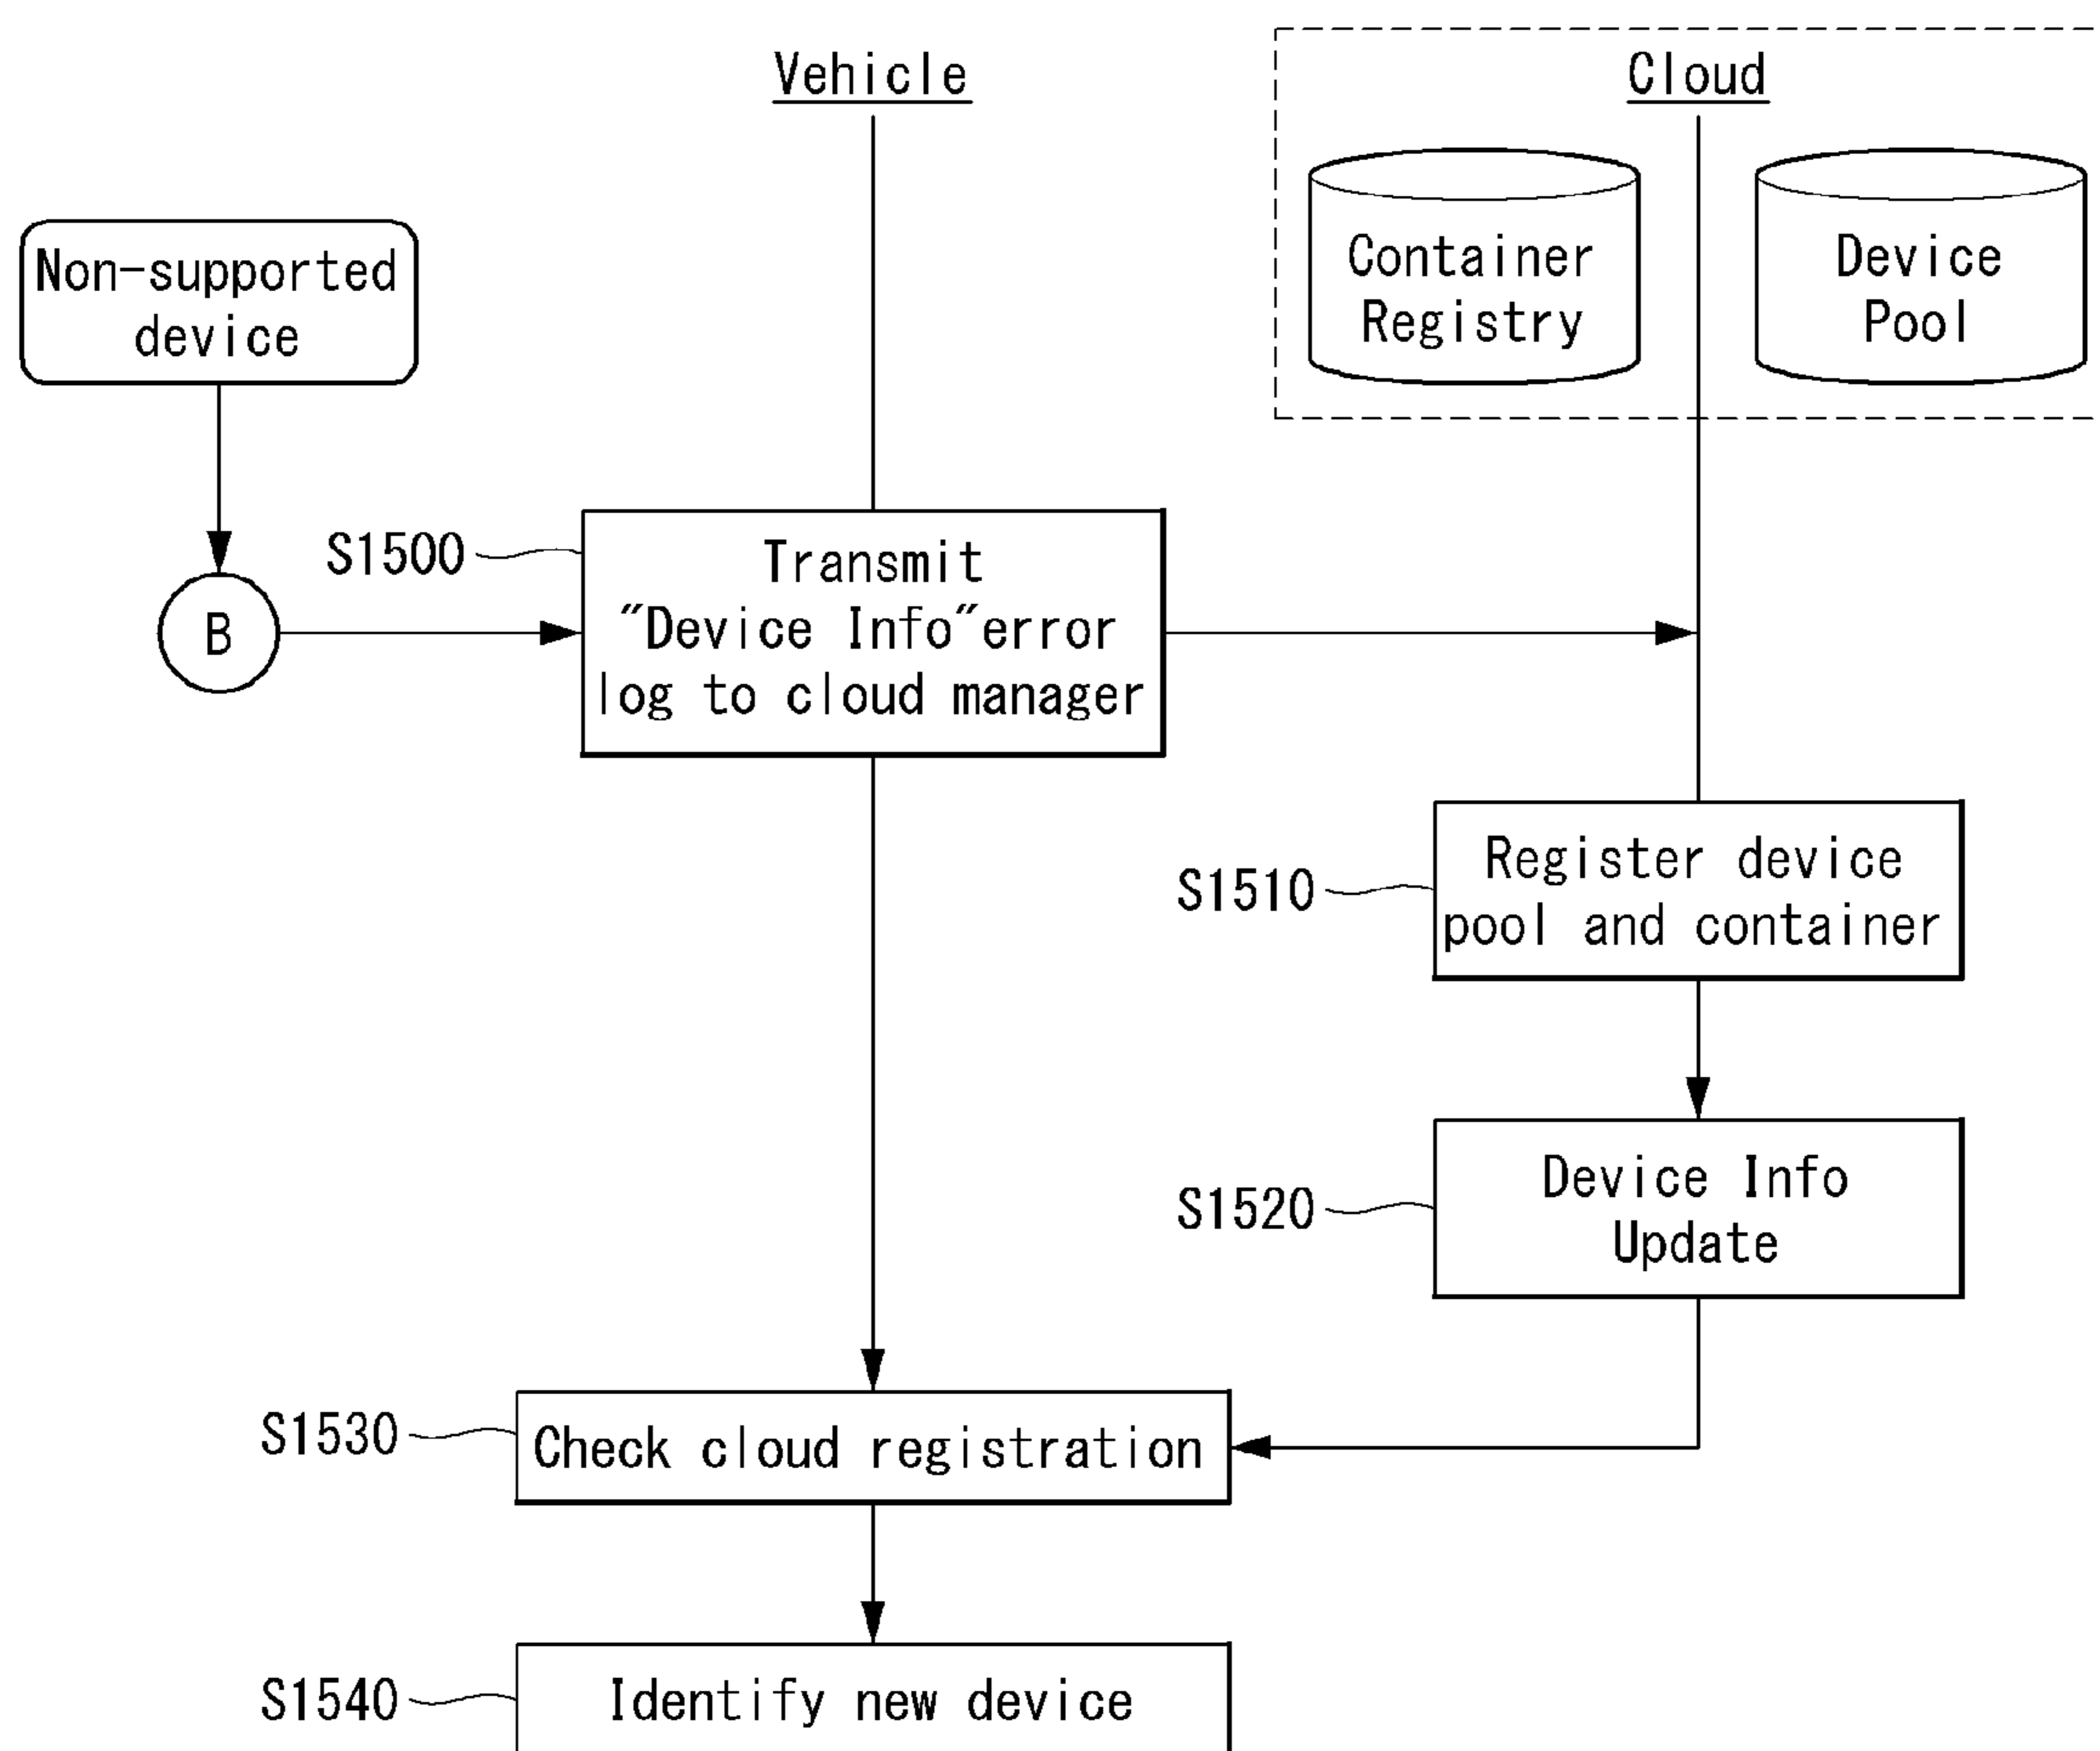 Vehicle
Cloud
Container
Registry
Device
Pool
Non-supported
device
B
S1500
Transmit
"Device Info"error
log to cloud manager
S1510
Register device
pool and container
S1520
Device Info
Update
S1530
Check cloud registration
S1540
Identify new device